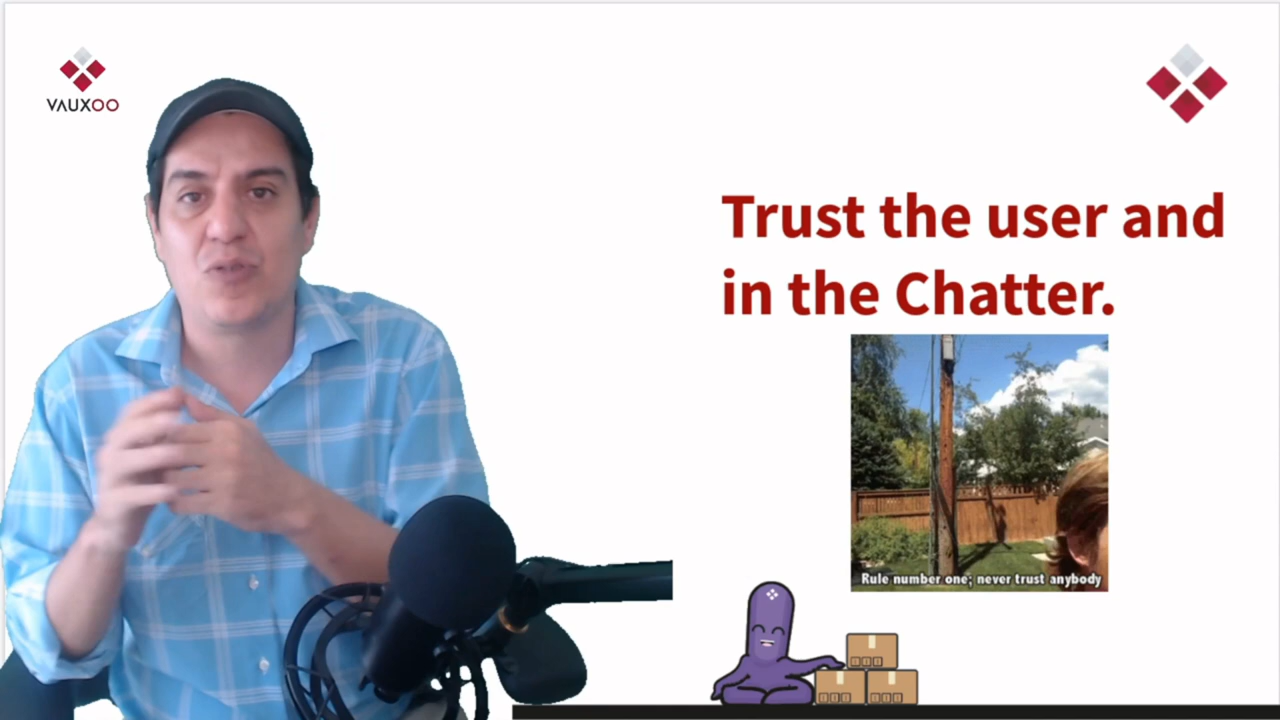 VAUXOO
Trust the user and
in the Chatter.
Rule number one; never trust anybody